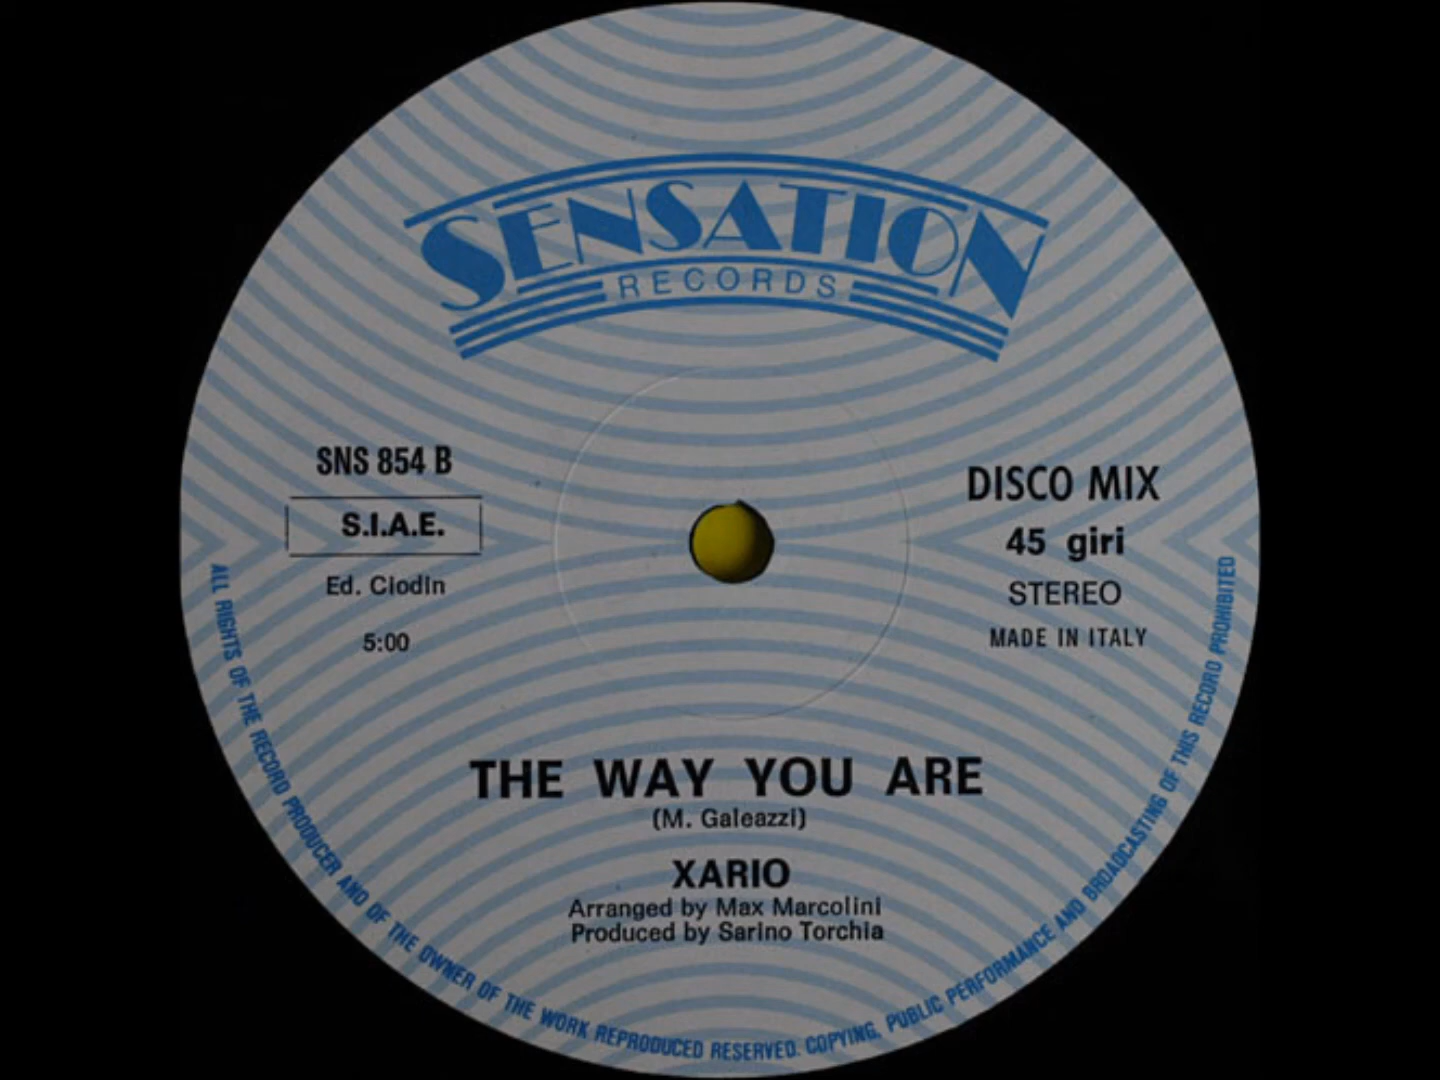 SENSATION
RECORDS
SNS 854 B
S.I.A.E.
Ed. Clodin
5:00
DISCO MIX
45 giri
STEREO
MADE IN ITALY
THE WAY YOU ARE
(M. Galeazzi)
XARIO
Arranged by Max Marcolini
Produced by Sarino Torchia
ALL RIGHTS OF THE RECORD PRODUCER AND OF THE OWNER OF THE WORK REPRODUCED RESERVED. COPYING, PUBLIC PERFORMANCE AND BROADCASTING OF THIS RECORD PROHIBITED